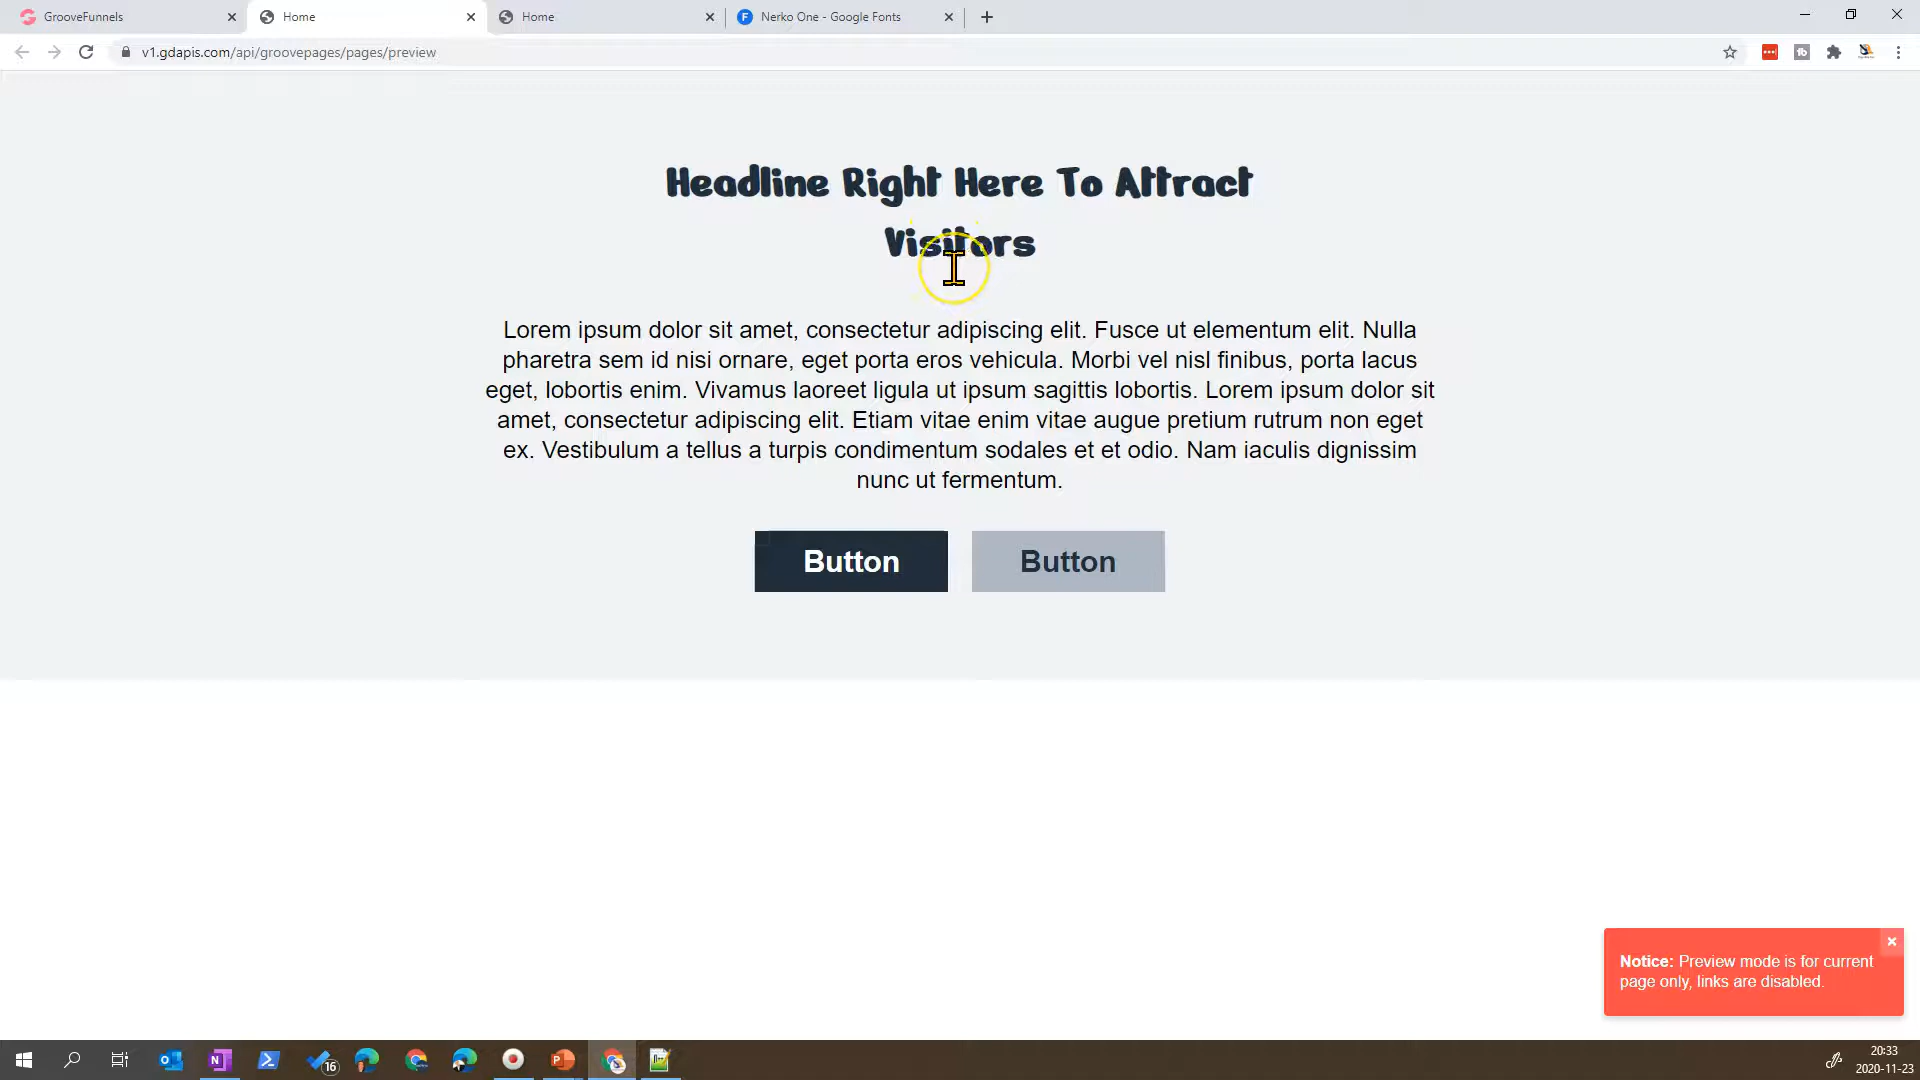 GrooveFunnels
Home
Home
Nerko One - Google Fonts
v1.gdapis.com/api/groovepages/pages/preview
Headline Right Here To Attract
Visitors
Lorem ipsum dolor sit amet, consectetur adipiscing elit. Fusce ut elementum elit. Nulla
pharetra sem id nisi ornare, eget porta eros vehicula. Morbi vel nisl finibus, porta lacus
eget, lobortis enim. Vivamus laoreet ligula ut ipsum sagittis lobortis. Lorem ipsum dolor sit
amet, consectetur adipiscing elit. Etiam vitae enim vitae augue pretium rutrum non eget
ex. Vestibulum a tellus a turpis condimentum sodales et et odio. Nam iaculis dignissim
nunc ut fermentum.
Button
Button
Notice: Preview mode is for current
page only, links are disabled.
16
20:33
2020-11-23